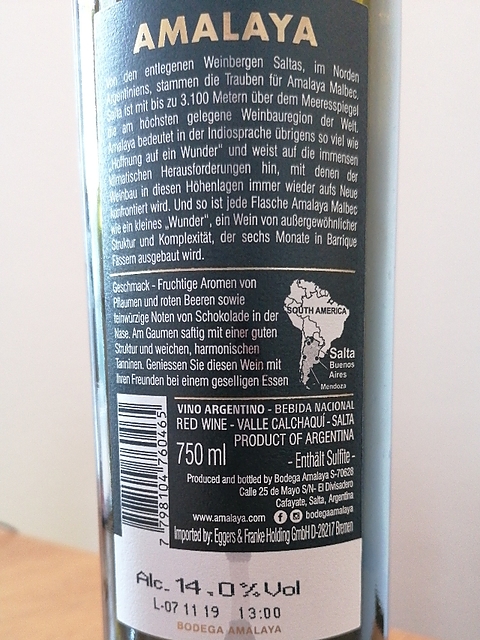 AMALAYA
Von den entlegenen Weinbergen Saltas, im Norden
Argentiniens, stammen die Trauben für Amalaya Malbec.
Salta ist mit bis zu 3.100 Metern über dem Meeresspiegel
die am höchsten gelegene Weinbauregion der Welt.
Amalaya bedeutet in der Indiosprache übrigens so viel wie
„Hoffnung auf ein Wunder" und weist auf die immensen
klimatischen Herausforderungen hin, mit denen der
Weinbau in diesen Höhenlagen immer wieder aufs Neue
konfrontiert wird. Und so ist jede Flasche Amalaya Malbec
wie ein kleines „Wunder", ein Wein von außergewöhnlicher
Struktur und Komplexität, der sechs Monate in Barrique
Fässern ausgebaut wird.
Geschmack - Fruchtige Aromen von
Pflaumen und roten Beeren sowie
feinwürzige Noten von Schokolade in der
Nase. Am Gaumen saftig mit einer guten
Struktur und weichen, harmonischen
Tanninen. Geniessen Sie diesen Wein mit
Ihren Freunden bei einem geselligen Essen
SOUTH AMERICA
Salta
Buenos
Aires
Mendoza
VINO ARGENTINO - BEBIDA NACIONAL
RED WINE - VALLE CALCHAQUÍ - SALTA
PRODUCT OF ARGENTINA
750 ml
- Enthält Sulfite -
Produced and bottled by Bodega Amalaya S-70628
Calle 25 de Mayo S/N- El Divisadero
Cafayate, Salta, Argentina
www.amalaya.com bodegaamalaya
Imported by: Eggers & Franke Holding GmbH D-28217 Bremen
7 798104 760465
Alc. 14.0%Vol
L-07 11 19 13:00
BODEGA AMALAYA